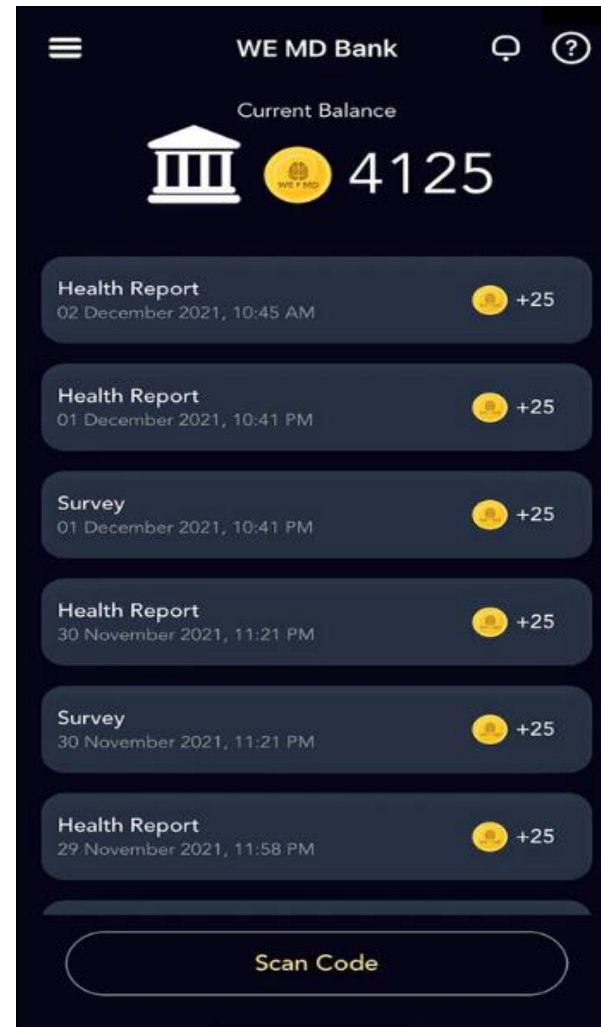 WE MD Bank
?
Current Balance
WE MD
4125
Health Report
02 December 2021, 10:45 AM
+25
Health Report
01 December 2021, 10:41 PM
+25
Survey
01 December 2021, 10:41 PM
+25
Health Report
30 November 2021, 11:21 PM
+25
Survey
30 November 2021, 11:21 PM
+25
Health Report
29 November 2021, 11:58 PM
+25
Scan Code